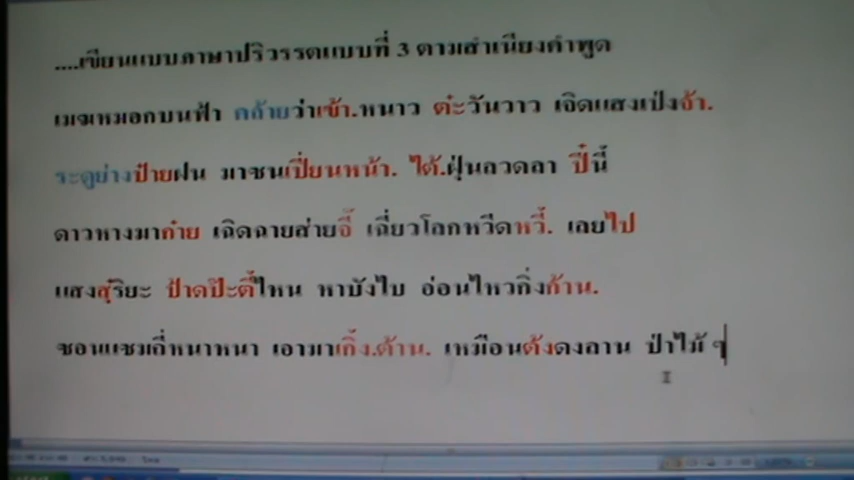 ....เขียนแบบภาษาปริวรรตแบบที่ 3 ตามสำเนียงคำพูด
เมฆเหมอกบนฟ้า คล้ายว่าเช้า.หนาว ต๋ะวันวาว เจิดแสงเป่งจ้า.
ระดูย่างป๋ายฝน มาซนเปี่ยนหน้า. ไต้.ฝุ่นลวดลา ปี๋นี้
ดาวหางมาก๋าย เฉิดฉายส่ายอี้ เฉี่ยวโลกหวีดหวี้. เลยไป
แสงสุ๋ริยะ ป้าดป๊ะตี้ไหน หาบังไบ อ่อนไหวกิ่งก้าน.
ซอนแซมถี่หนาหนา เอามาเกิ้ง.ต้าน. เหมือนดังดงลาน ป่าไม้ ๆ